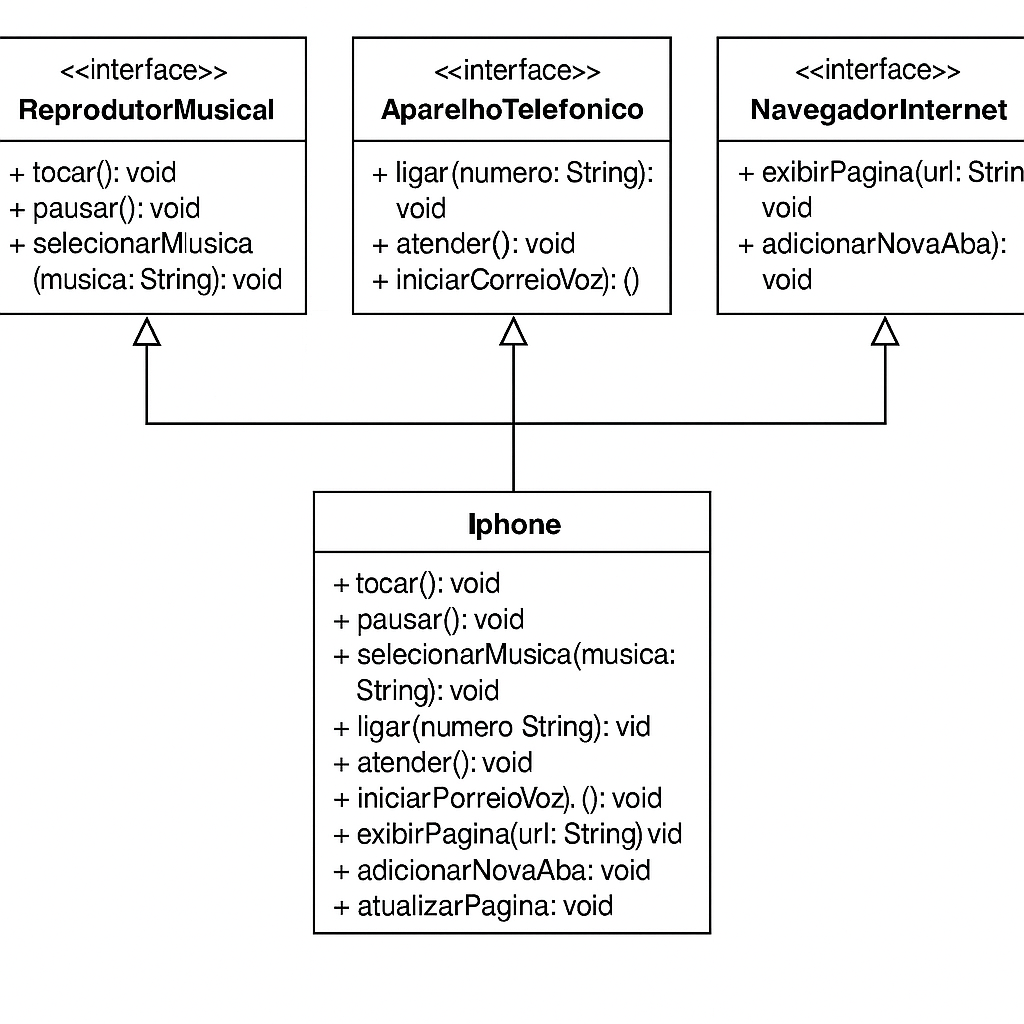 <<interface>>
ReprodutorMusical
+ tocar(): void
+ pausar(): void
+ selecionarMusica
(musica: String): void
<<interface>>
AparelhoTelefonico
+ ligar(numero: String):
void
+ atender(): void
+ iniciarCorreioVoz): ()
<<interface>>
NavegadorInternet
+ exibirPagina(url: Strin
void
+ adicionarNovaAba):
void
Iphone
+ tocar(): void
+ pausar(): void
+ selecionarMusica(musica:
String): void
+ ligar(numero String): vid
+ atender(): void
+ iniciarPorreioVoz). (): void
+ exibirPagina(url: String) vid
+ adicionarNovaAba: void
+ atualizarPagina: void